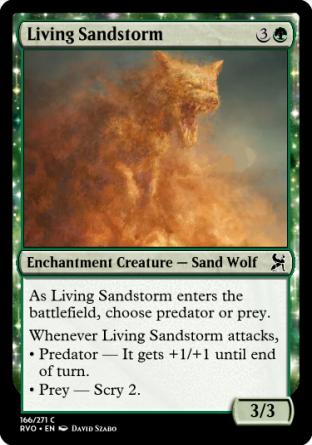 Living Sandstorm 3
Enchantment Creature — Sand Wolf
As Living Sandstorm enters the
battlefield, choose predator or prey.
Whenever Living Sandstorm attacks,
• Predator — It gets +1/+1 until end
of turn.
• Prey — Scry 2.
3/3
166/271 C
RVO • EN DAVID SZABO